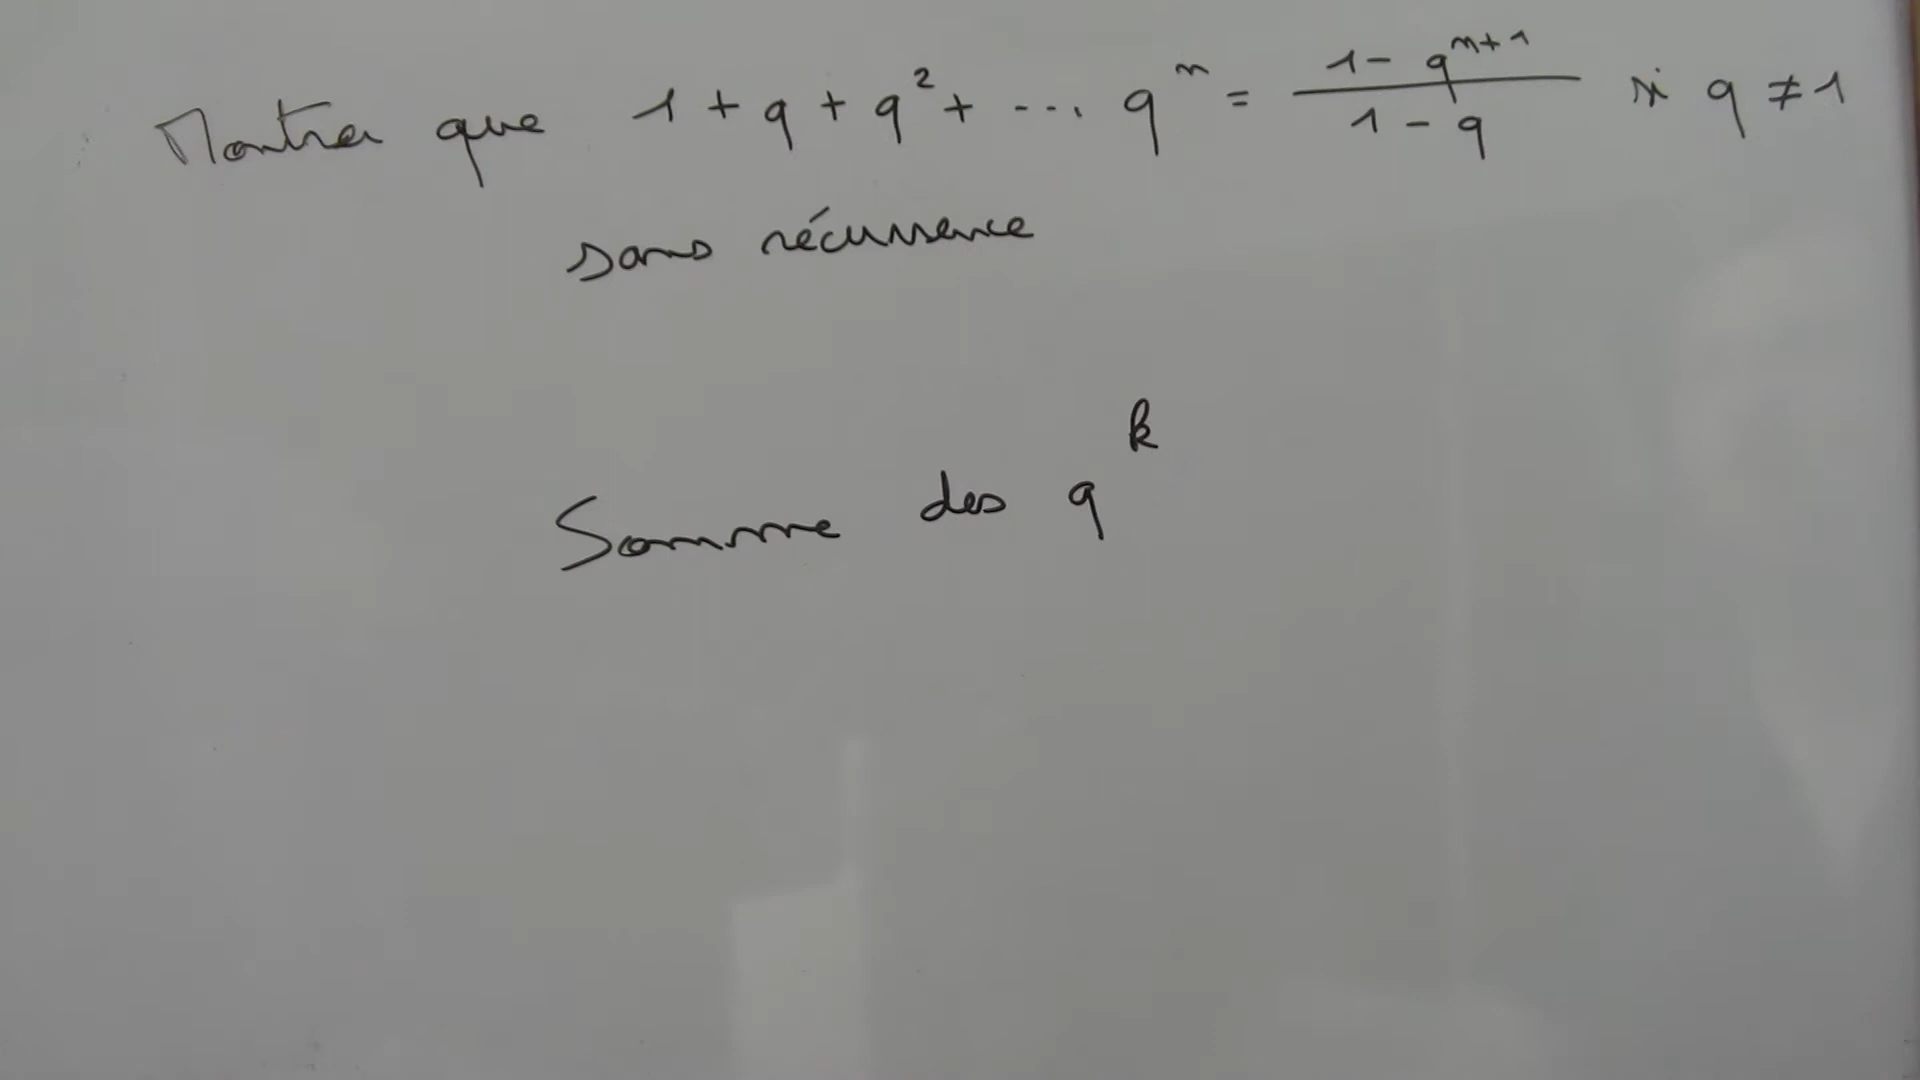 Montrer que 1 + q + q² + ... qⁿ = (1 - qⁿ⁺¹)/(1 - q) si q ≠ 1
sans récurrence
Somme des qᵏ